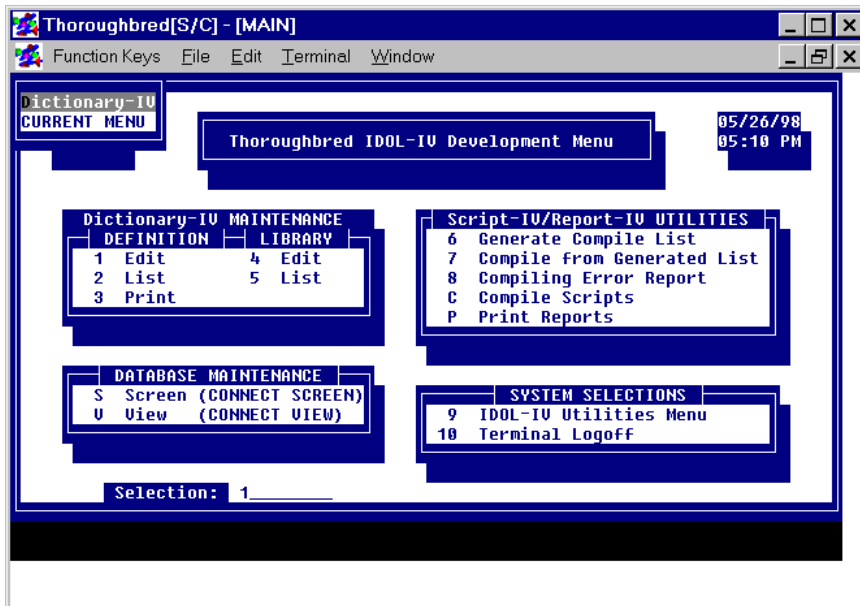 Thoroughbred[S/C] - [MAIN]
Function Keys File Edit Terminal Window
Dictionary-IV
CURRENT MENU
Thoroughbred IDOL-IV Development Menu
05/26/98
05:10 PM
Dictionary-IV MAINTENANCE
DEFINITION LIBRARY
1 Edit 4 Edit
2 List 5 List
3 Print
Script-IV/Report-IV UTILITIES
6 Generate Compile List
7 Compile from Generated List
8 Compiling Error Report
C Compile Scripts
P Print Reports
DATABASE MAINTENANCE
S Screen (CONNECT SCREEN)
V View (CONNECT VIEW)
SYSTEM SELECTIONS
9 IDOL-IV Utilities Menu
10 Terminal Logoff
Selection: 1_________